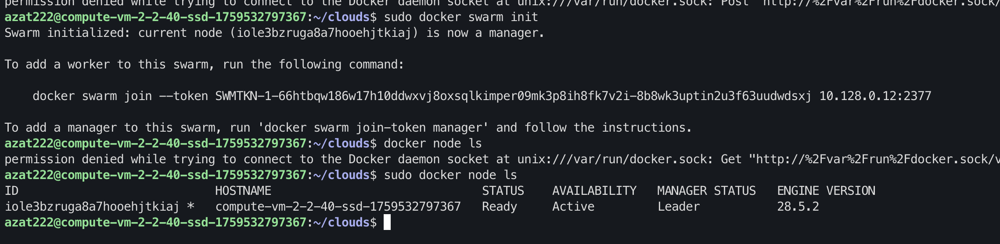 permission denied while trying to connect to the Docker daemon socket at unix:///var/run/docker.sock: Post "http://%2Fvar%2Frun%2Fdocker.sock/
azat222@compute-vm-2-2-40-ssd-1759532797367:~/clouds$ sudo docker swarm init
Swarm initialized: current node (iole3bzruga8a7hooehjtkiaj) is now a manager.
To add a worker to this swarm, run the following command:
docker swarm join --token SWMTKN-1-66htbqw186w17h10ddwxvj8oxsqlkimper09mk3p8ih8fk7v2i-8b8wk3uptin2u3f63uudwdsxj 10.128.0.12:2377
To add a manager to this swarm, run 'docker swarm join-token manager' and follow the instructions.
azat222@compute-vm-2-2-40-ssd-1759532797367:~/clouds$ docker node ls
permission denied while trying to connect to the Docker daemon socket at unix:///var/run/docker.sock: Get "http://%2Fvar%2Frun%2Fdocker.sock/v
azat222@compute-vm-2-2-40-ssd-1759532797367:~/clouds$ sudo docker node ls
ID HOSTNAME STATUS AVAILABILITY MANAGER STATUS ENGINE VERSION
iole3bzruga8a7hooehjtkiaj * compute-vm-2-2-40-ssd-1759532797367 Ready Active Leader 28.5.2
azat222@compute-vm-2-2-40-ssd-1759532797367:~/clouds$